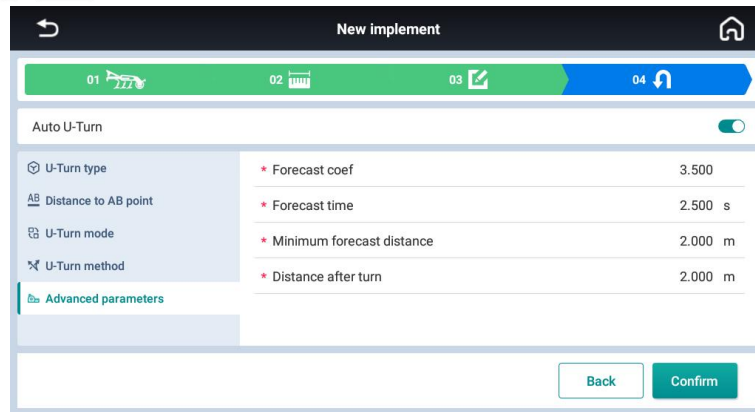 New implement
01
02
03
04
Auto U-Turn
U-Turn type
AB Distance to AB point
U-Turn mode
U-Turn method
Advanced parameters
* Forecast coef 3.500
* Forecast time 2.500 s
* Minimum forecast distance 2.000 m
* Distance after turn 2.000 m
Back Confirm